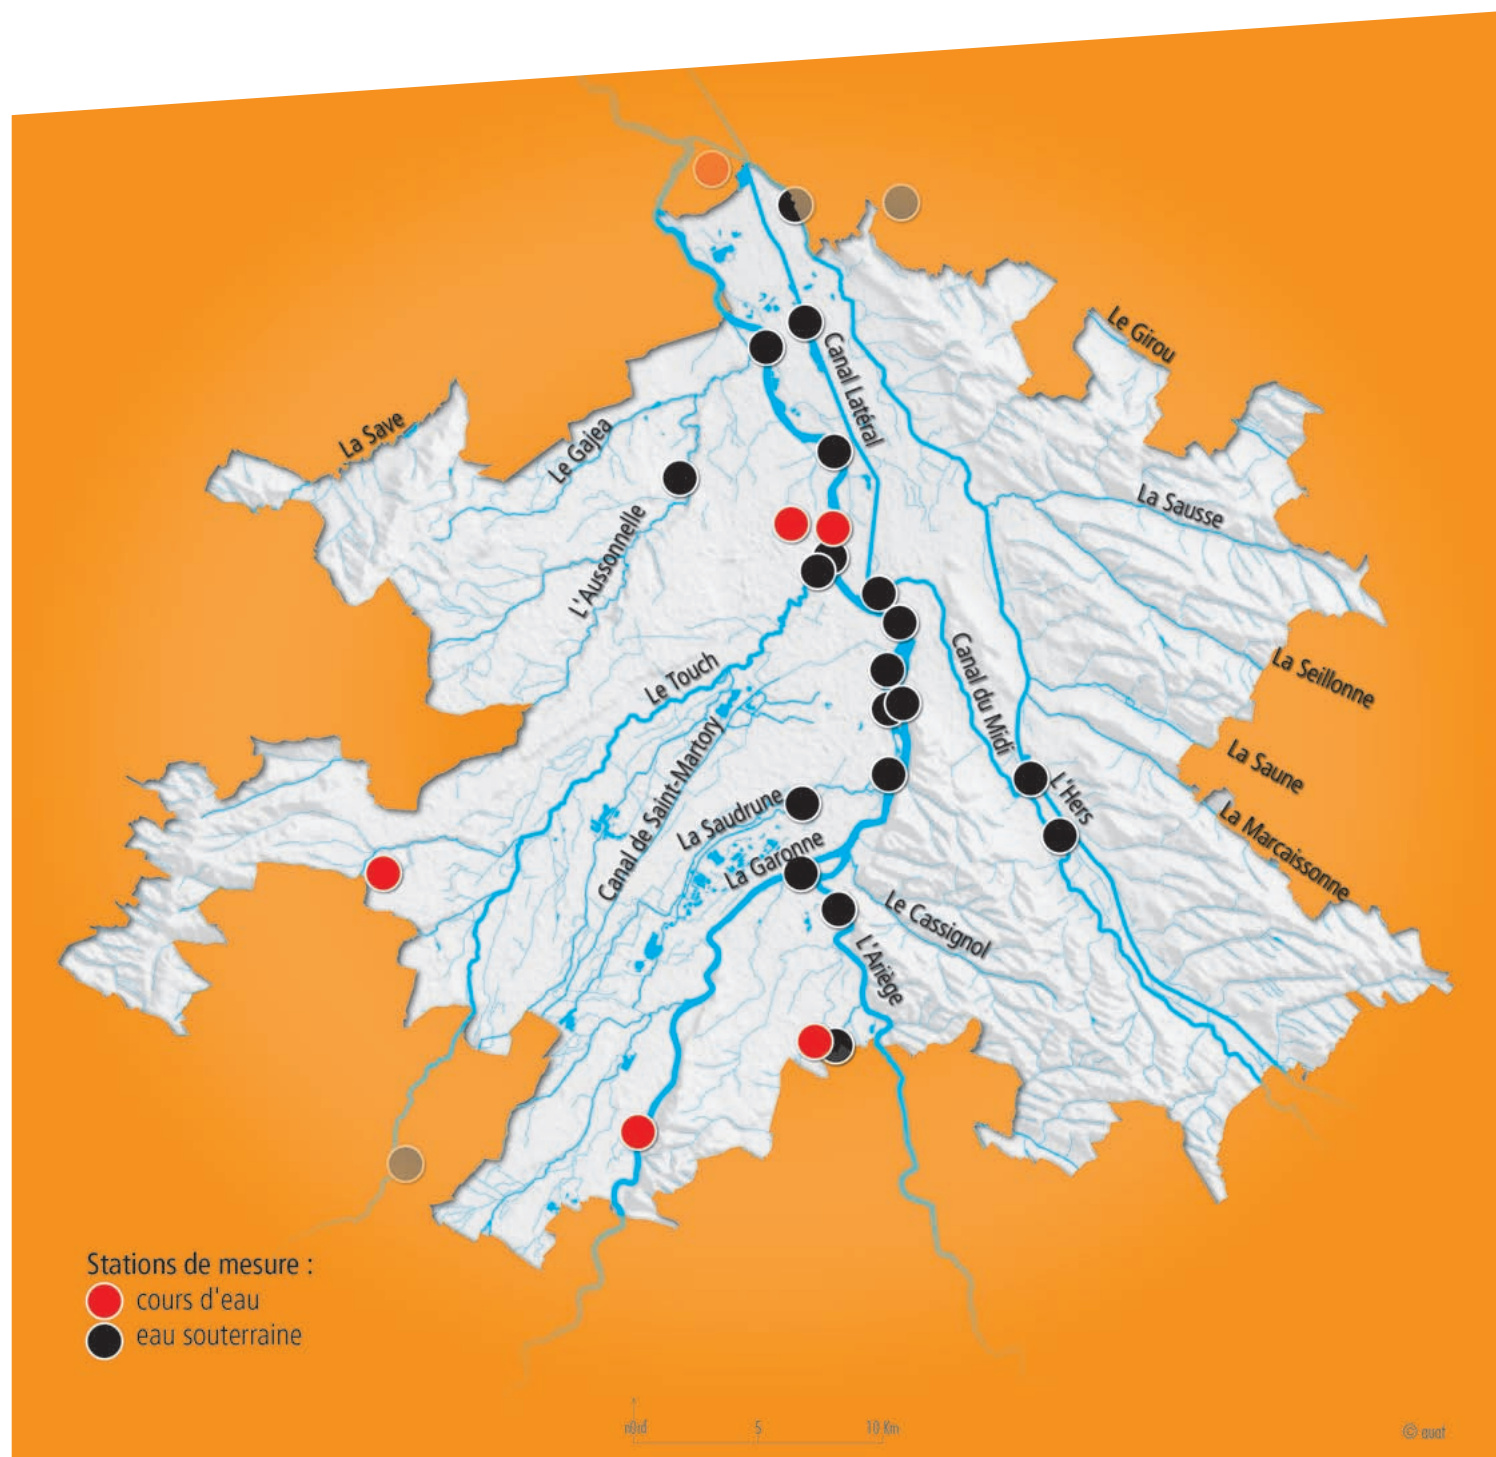 Le Girou
Canal Latéral
La Save
Le Gajea
La Sausse
L'Aussonnelle
La Seillonne
Canal du Midi
Le Touch
La Saune
Canal de Saint-Martory
L'Hers
La Saudrune
La Marcaissonne
La Garonne
Le Cassignol
L'Ariège
Stations de mesure :
cours d'eau
eau souterraine
5 10 Km
© auat